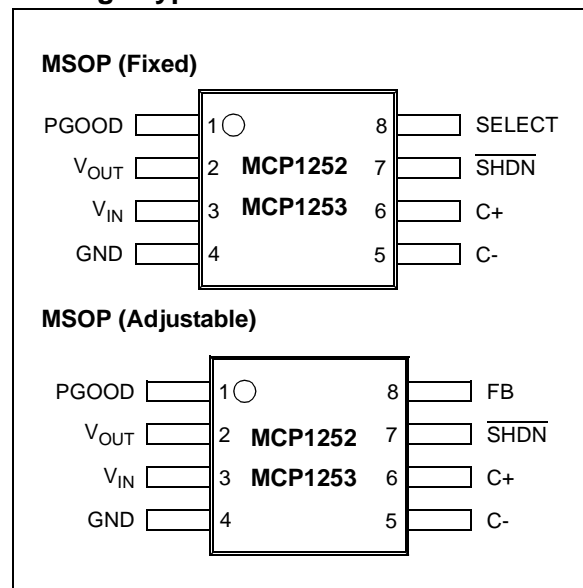 MSOP (Fixed)
PGOOD 1 8 SELECT
VOUT 2 MCP1252 7 SHDN
VIN 3 MCP1253 6 C+
GND 4 5 C-
MSOP (Adjustable)
PGOOD 1 8 FB
VOUT 2 MCP1252 7 SHDN
VIN 3 MCP1253 6 C+
GND 4 5 C-